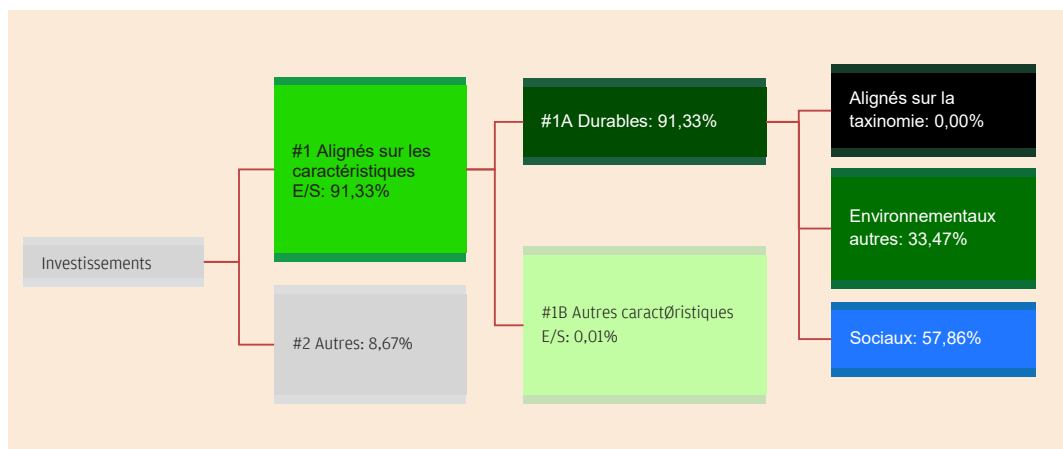 Investissements
#1 Alignés sur les
caractéristiques
E/S: 91,33%
#2 Autres: 8,67%
#1A Durables: 91,33%
#1B Autres caractØristiques
E/S: 0,01%
Alignés sur la
taxinomie: 0,00%
Environnementaux
autres: 33,47%
Sociaux: 57,86%